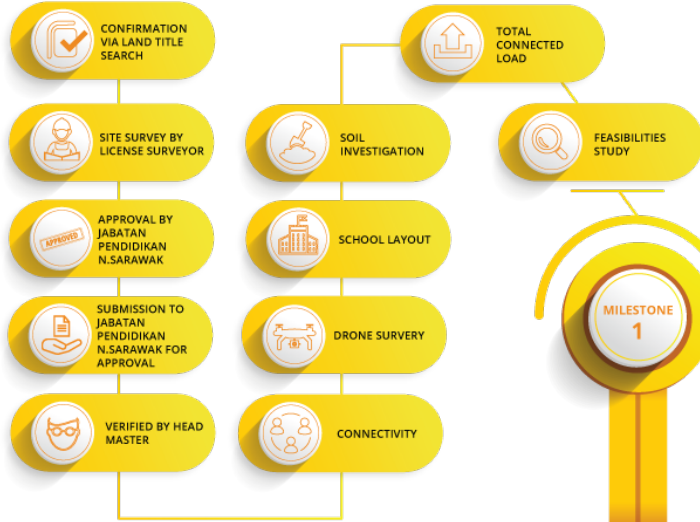 CONFIRMATION
VIA LAND TITLE
SEARCH
SITE SURVEY BY
LICENSE SURVEYOR
APPROVED
APPROVAL BY
JABATAN
PENDIDIKAN
N.SARAWAK
SUBMISSION TO
JABATAN
PENDIDIKAN
N.SARAWAK FOR
APPROVAL
VERIFIED BY HEAD
MASTER
CONNECTIVITY
DRONE SURVERY
SCHOOL LAYOUT
SOIL
INVESTIGATION
TOTAL
CONNECTED
LOAD
FEASIBILITIES
STUDY
MILESTONE
1